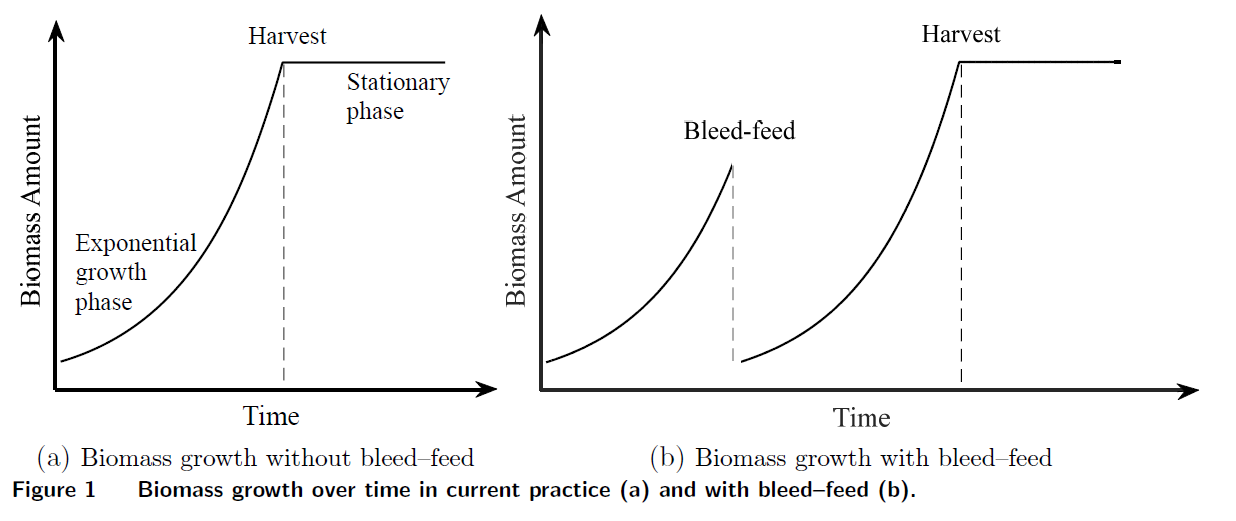 Harvest
Stationary
phase
Exponential
growth
phase
Biomass Amount
Time
(a) Biomass growth without bleed–feed
Harvest
Bleed-feed
Biomass Amount
Time
(b) Biomass growth with bleed–feed
Figure 1 Biomass growth over time in current practice (a) and with bleed–feed (b).